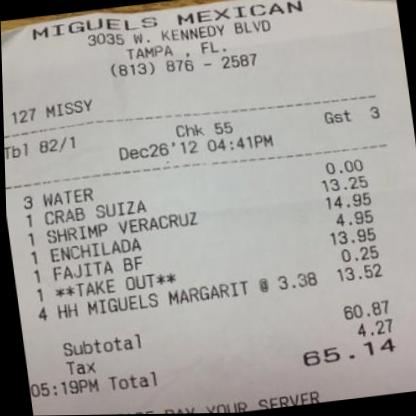 MIGUELS MEXICAN
3035 W. KENNEDY BLVD
TAMPA , FL.
(813) 876 - 2587
127 MISSY
Tbl 82/1 Chk 55 Gst 3
Dec26'12 04:41PM
3 WATER 0.00
1 CRAB SUIZA 13.25
1 SHRIMP VERACRUZ 14.95
1 ENCHILADA 4.95
1 FAJITA BF 13.95
1 **TAKE OUT** 0.25
4 HH MIGUELS MARGARIT @ 3.38 13.52
Subtotal 60.87
Tax 4.27
05:19PM Total 65.14
PAY YOUR SERVER